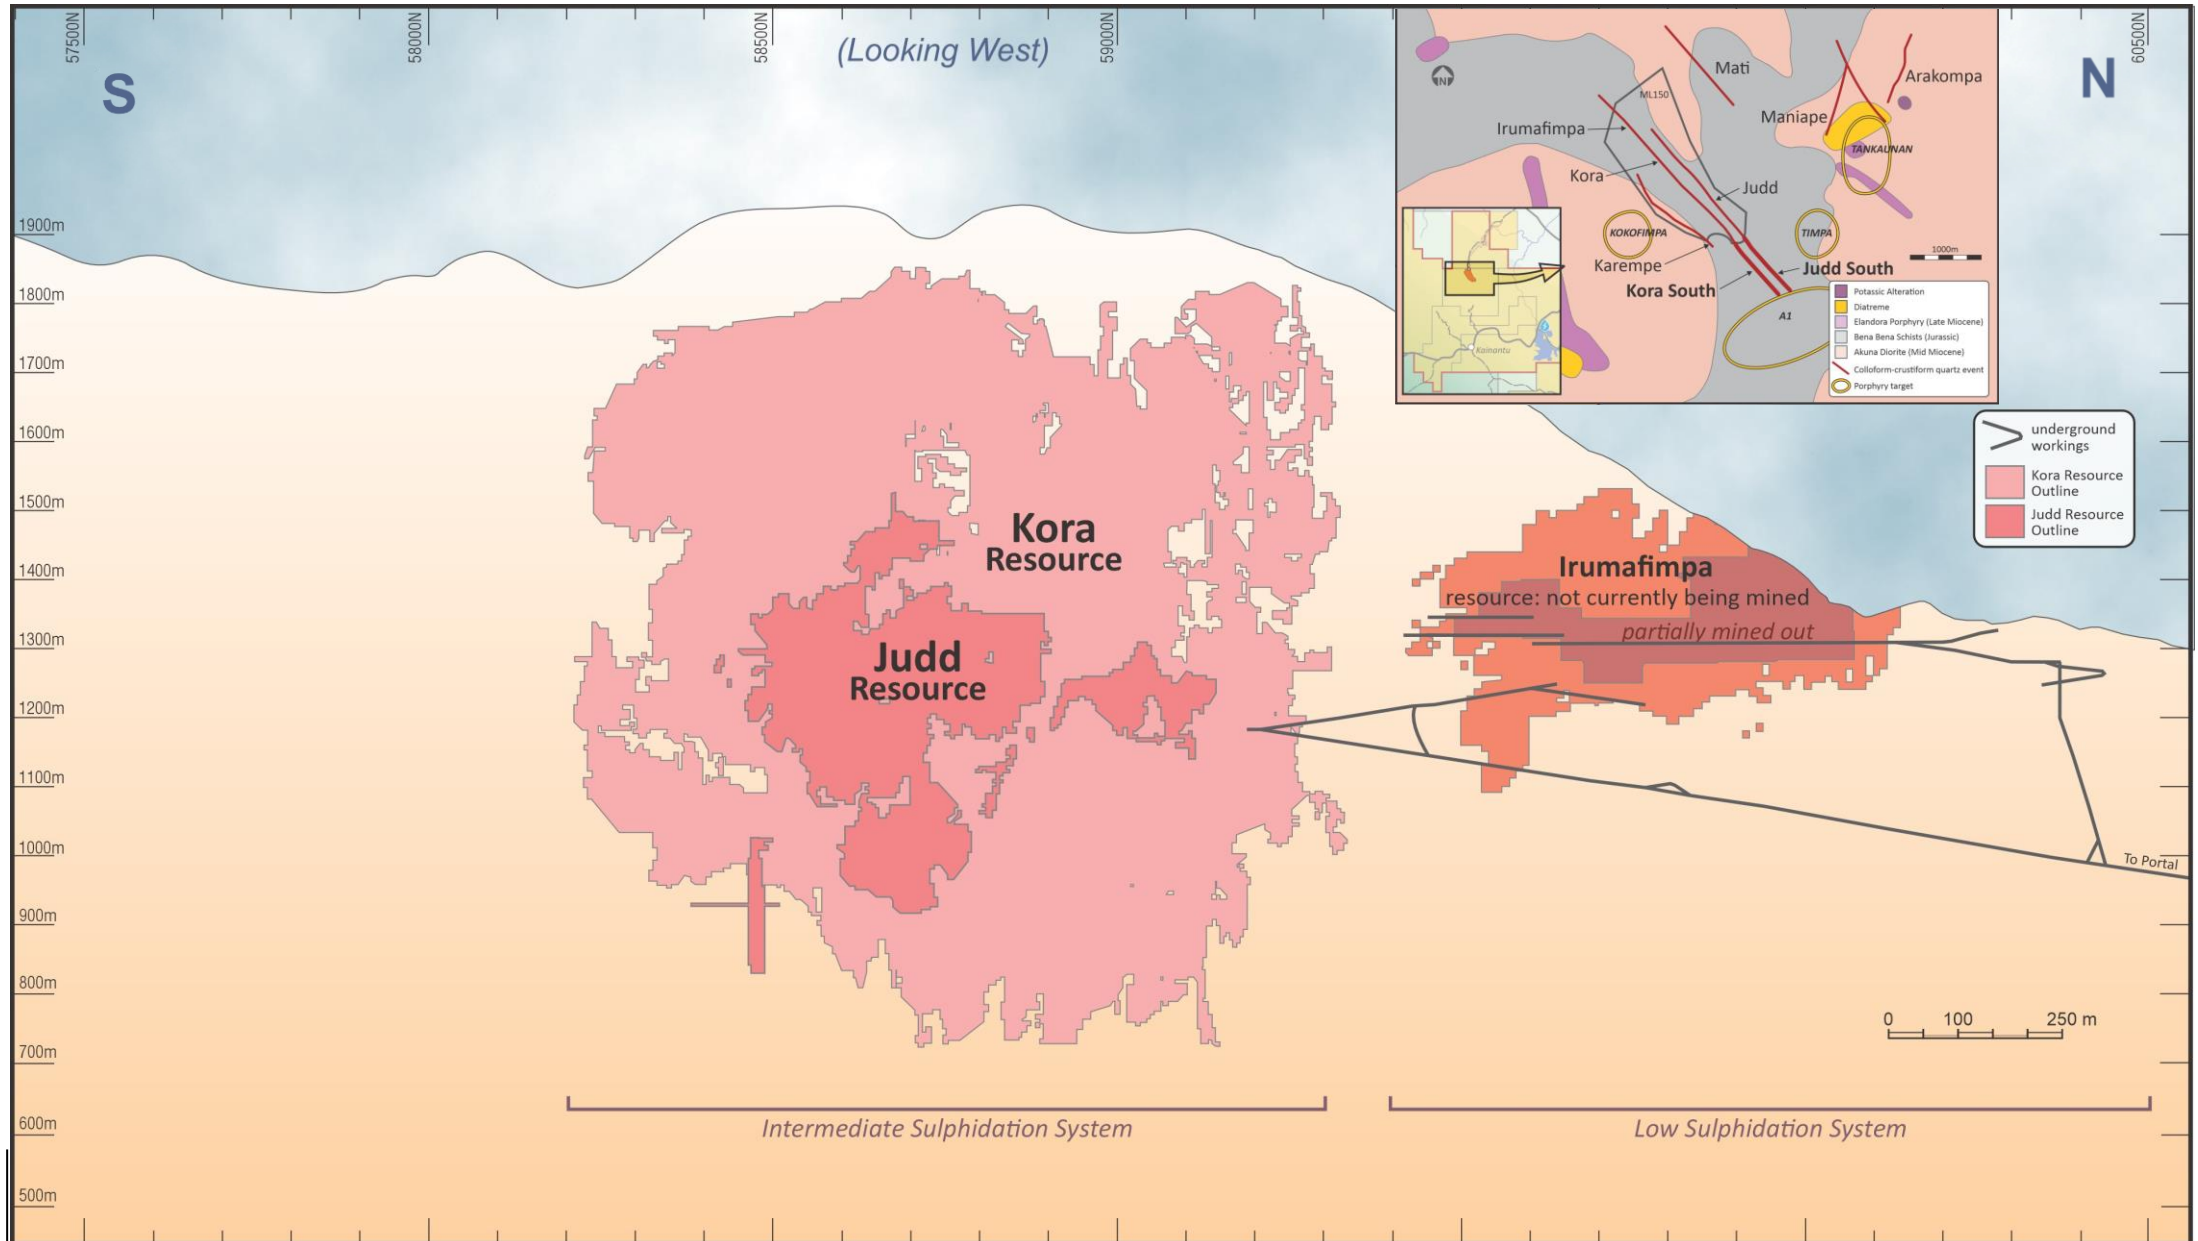 57500N
58000N
58500N
59000N
60500N
S
(Looking West)
N
1900m
1800m
1700m
1600m
1500m
1400m
1300m
1200m
1100m
1000m
900m
800m
700m
600m
500m
N
Mati
Arakompa
ML150
Maniape
Irumafimpa
TANKAUNAN
Kora
Judd
KOKOFIMPA
TIMPA
1000m
Karempe
Judd South
Kora South
A1
Kainantu
Potassic Alteration
Diatreme
Elandora Porphyry (Late Miocene)
Bena Bena Schists (Jurassic)
Akuna Diorite (Mid Miocene)
Colloform-crustiform quartz event
Porphyry target
underground
workings
Kora Resource
Outline
Judd Resource
Outline
Kora
Resource
Judd
Resource
Irumafimpa
resource: not currently being mined
partially mined out
To Portal
0 100 250 m
Intermediate Sulphidation System
Low Sulphidation System